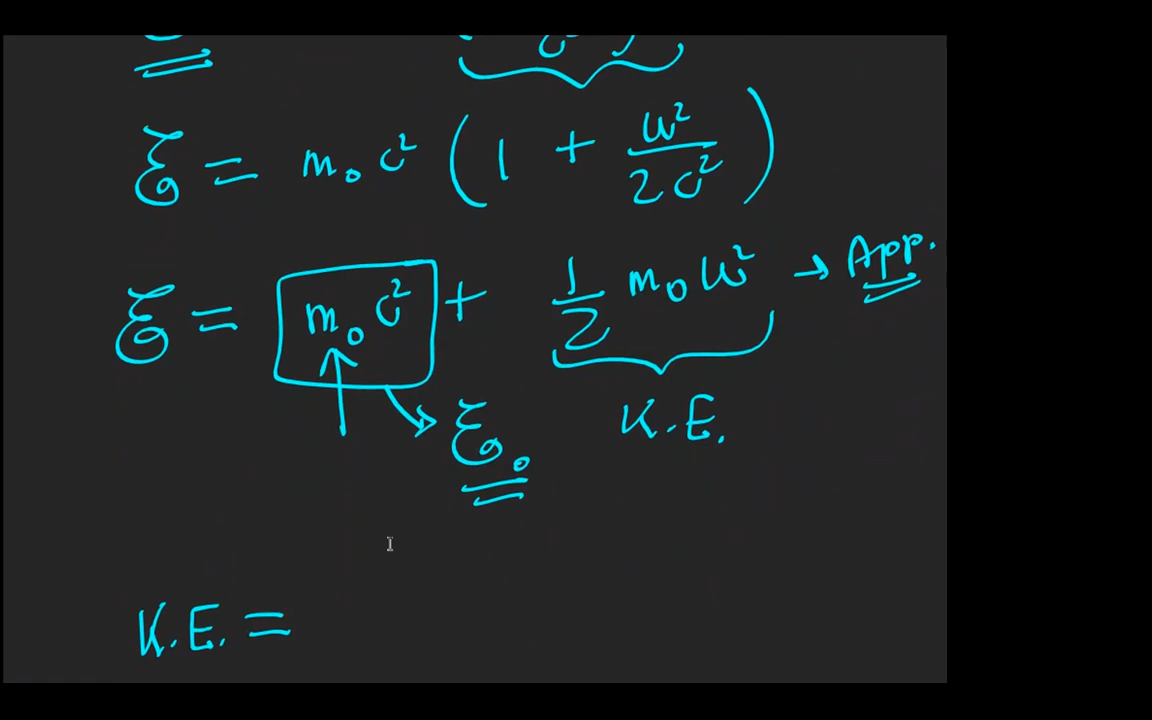 ℰ = m₀c² (1 + u²/2c²)
ℰ = m₀c² + 1/2 m₀u² → App.
ℰ₀ K.E.
K.E. =